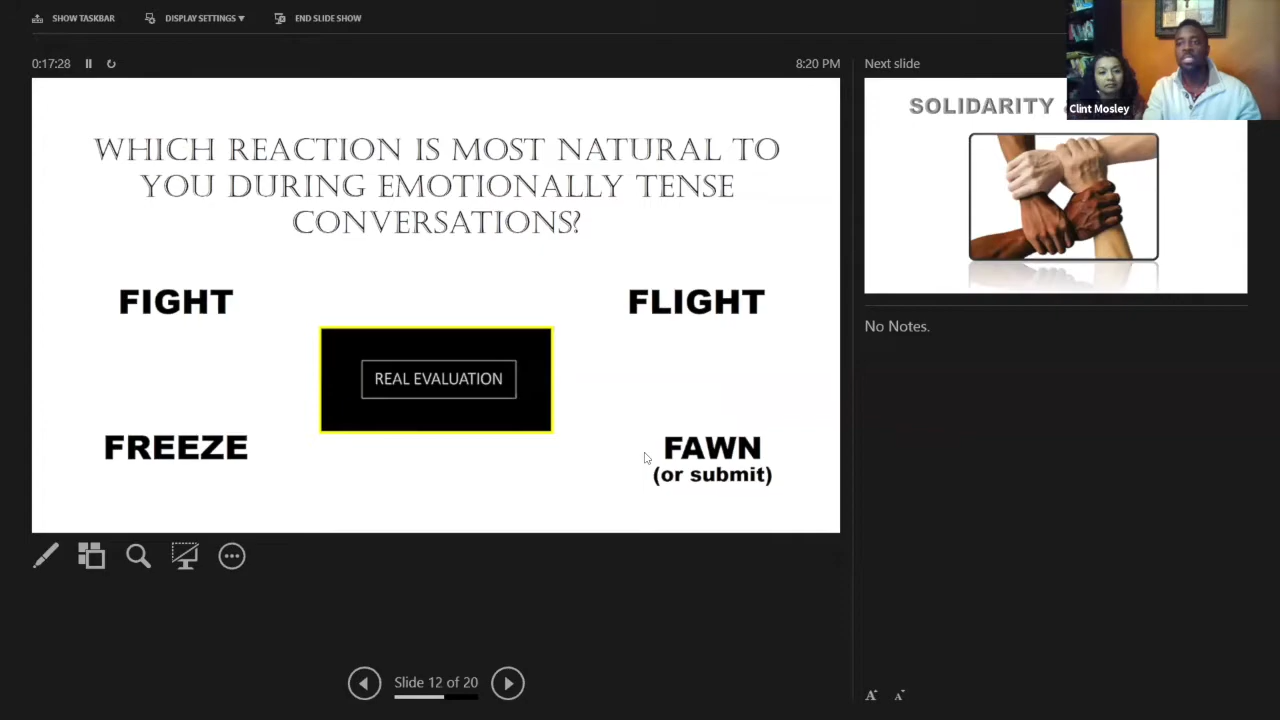 SHOW TASKBAR
DISPLAY SETTINGS ▼
END SLIDE SHOW
0:17:28
8:20 PM
WHICH REACTION IS MOST NATURAL TO
YOU DURING EMOTIONALLY TENSE
CONVERSATIONS?
FIGHT
FLIGHT
REAL EVALUATION
FREEZE
FAWN
(or submit)
Slide 12 of 20
Next slide
Clint Mosley
SOLIDARITY
No Notes.
A
A